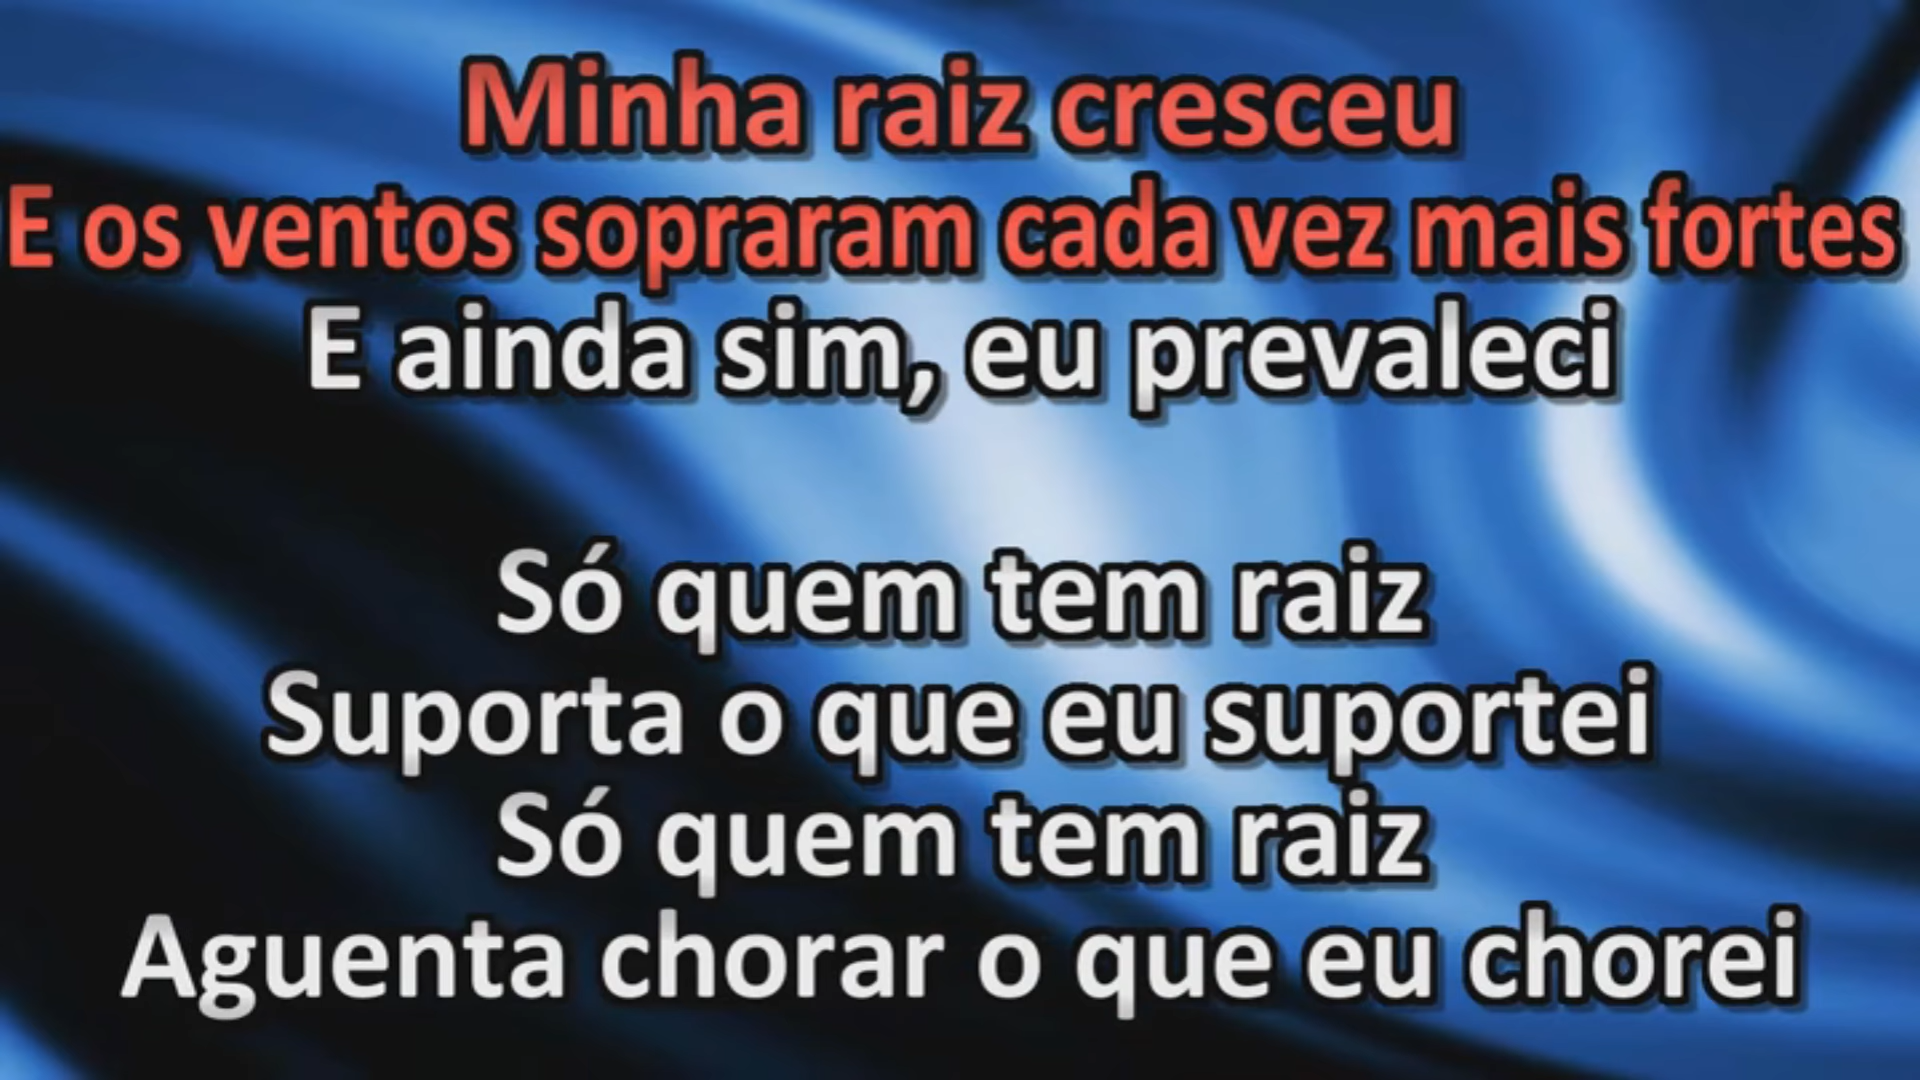 Minha raiz cresceu
E os ventos sopraram cada vez mais fortes
E ainda sim, eu prevaleci
Só quem tem raiz
Suporta o que eu suportei
Só quem tem raiz
Aguenta chorar o que eu chorei